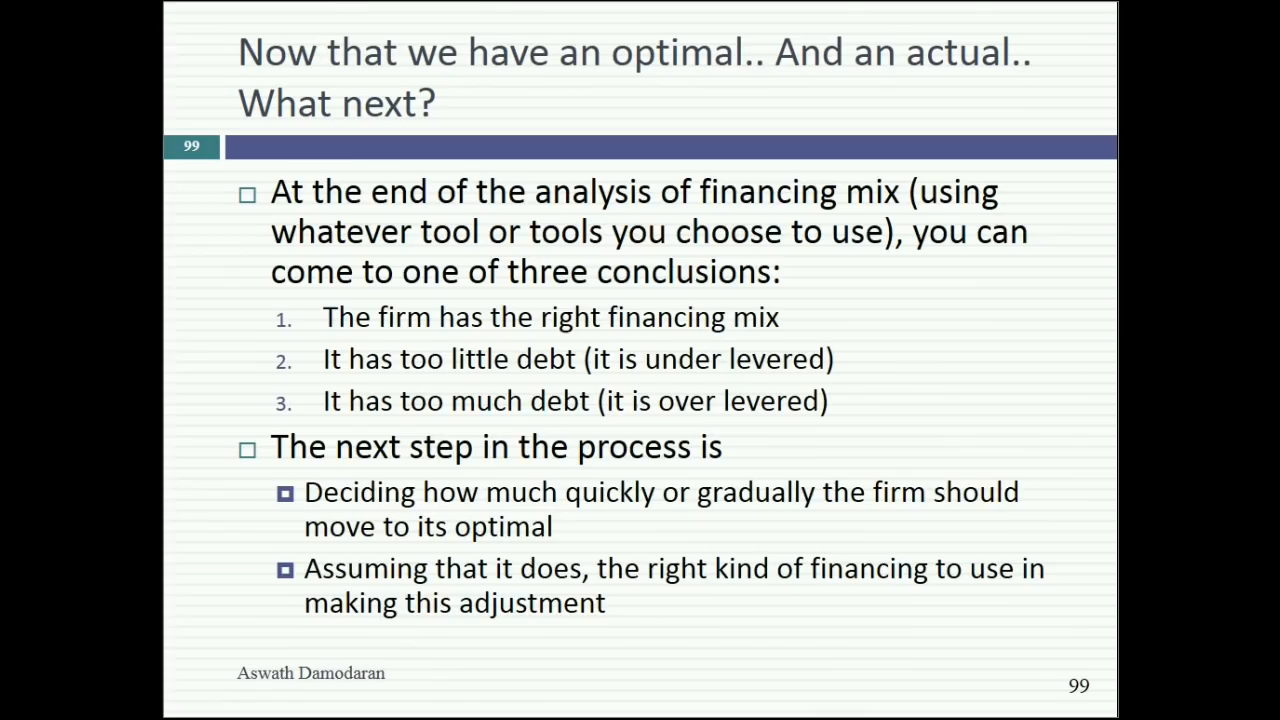 Now that we have an optimal.. And an actual..
What next?
99
At the end of the analysis of financing mix (using
whatever tool or tools you choose to use), you can
come to one of three conclusions:
1. The firm has the right financing mix
2. It has too little debt (it is under levered)
3. It has too much debt (it is over levered)
The next step in the process is
Deciding how much quickly or gradually the firm should
move to its optimal
Assuming that it does, the right kind of financing to use in
making this adjustment
Aswath Damodaran
99